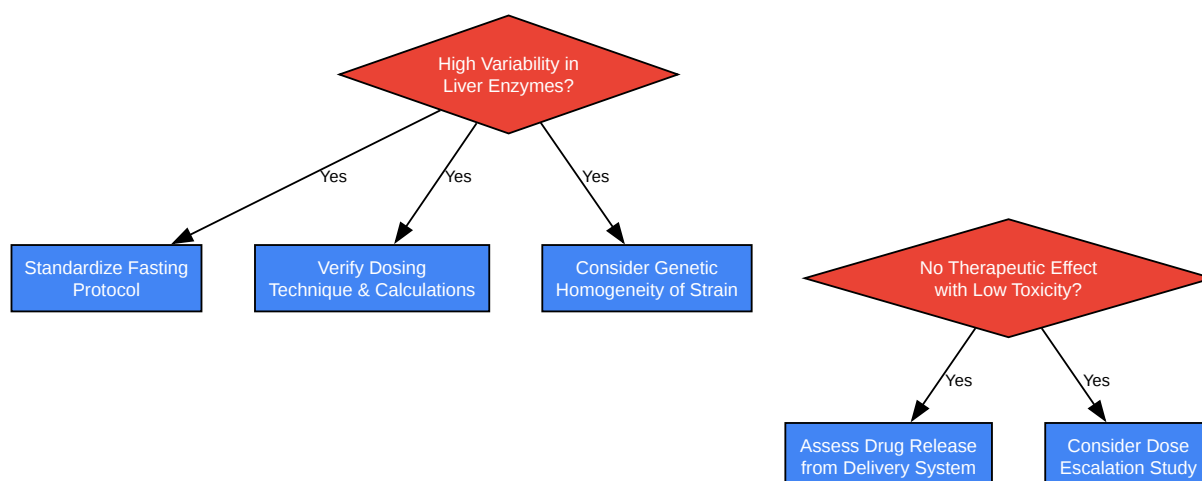 High Variability in
Liver Enzymes?
Yes
Yes
Yes
Standardize Fasting
Protocol
Verify Dosing
Technique & Calculations
Consider Genetic
Homogeneity of Strain
No Therapeutic Effect
with Low Toxicity?
Yes
Yes
Assess Drug Release
from Delivery System
Consider Dose
Escalation Study